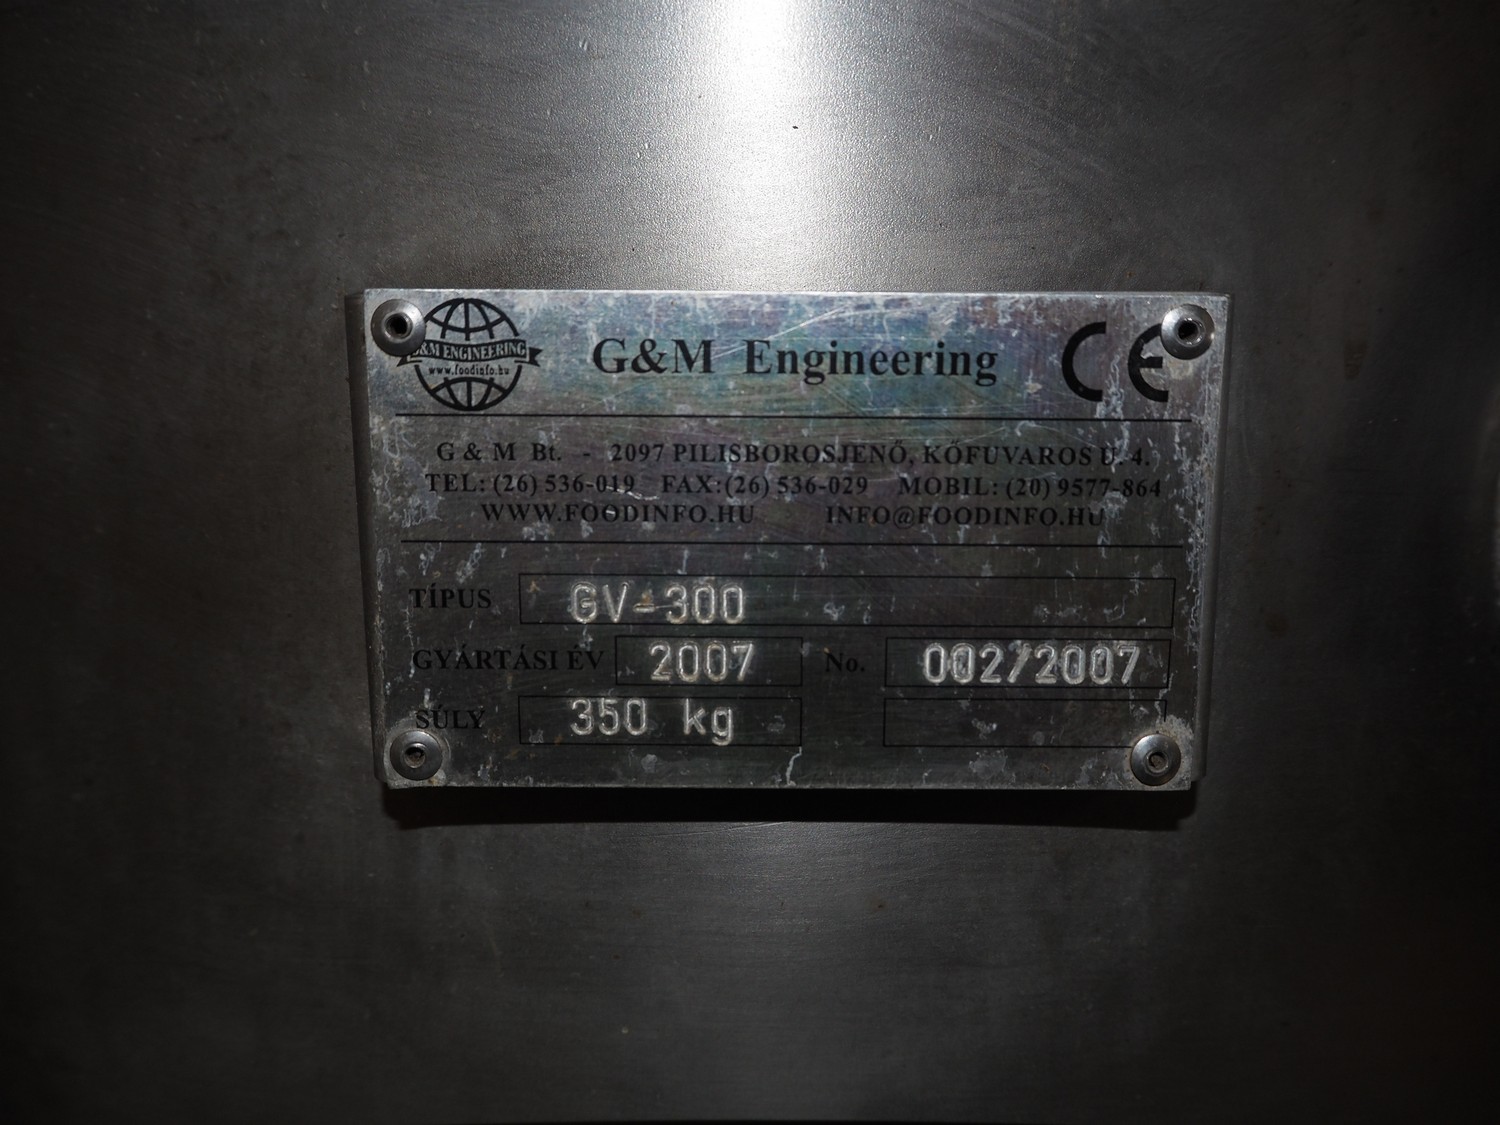 G&M ENGINEERING
www.foodinfo.hu
G&M Engineering CE
G & M Bt. - 2097 PILISBOROSJENŐ, KŐFUVAROS U. 4.
TEL: (26) 536-019 FAX:(26) 536-029 MOBIL: (20) 9577-864
WWW.FOODINFO.HU INFO@FOODINFO.HU
TÍPUS GV-300
GYÁRTÁSI ÉV 2007 No. 002/2007
SÚLY 350 kg